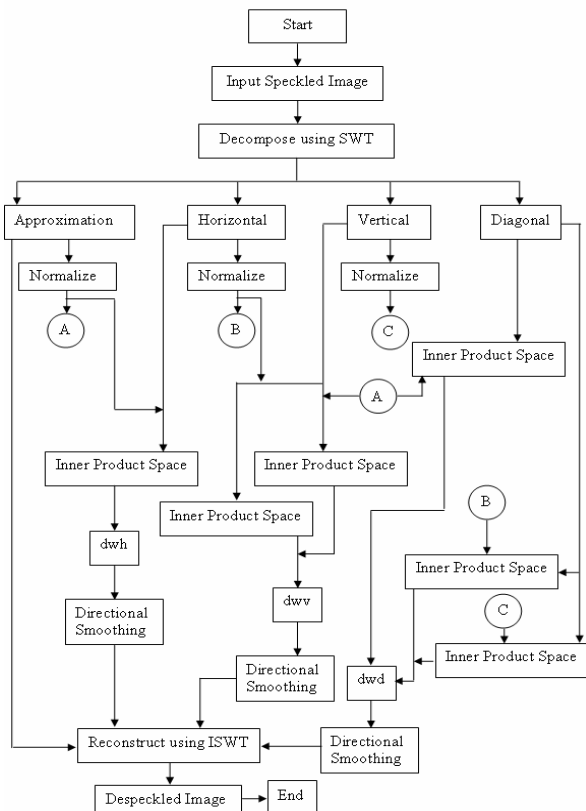 Start
Input Speckled Image
Decompose using SWT
Approximation
Horizontal
Vertical
Diagonal
Normalize
Normalize
Normalize
A
B
C
Inner Product Space
A
Inner Product Space
Inner Product Space
Inner Product Space
B
dwh
Inner Product Space
dwv
C
Directional
Smoothing
Inner Product Space
Directional
Smoothing
dwd
Reconstruct using ISWT
Directional
Smoothing
Despeckled Image
End